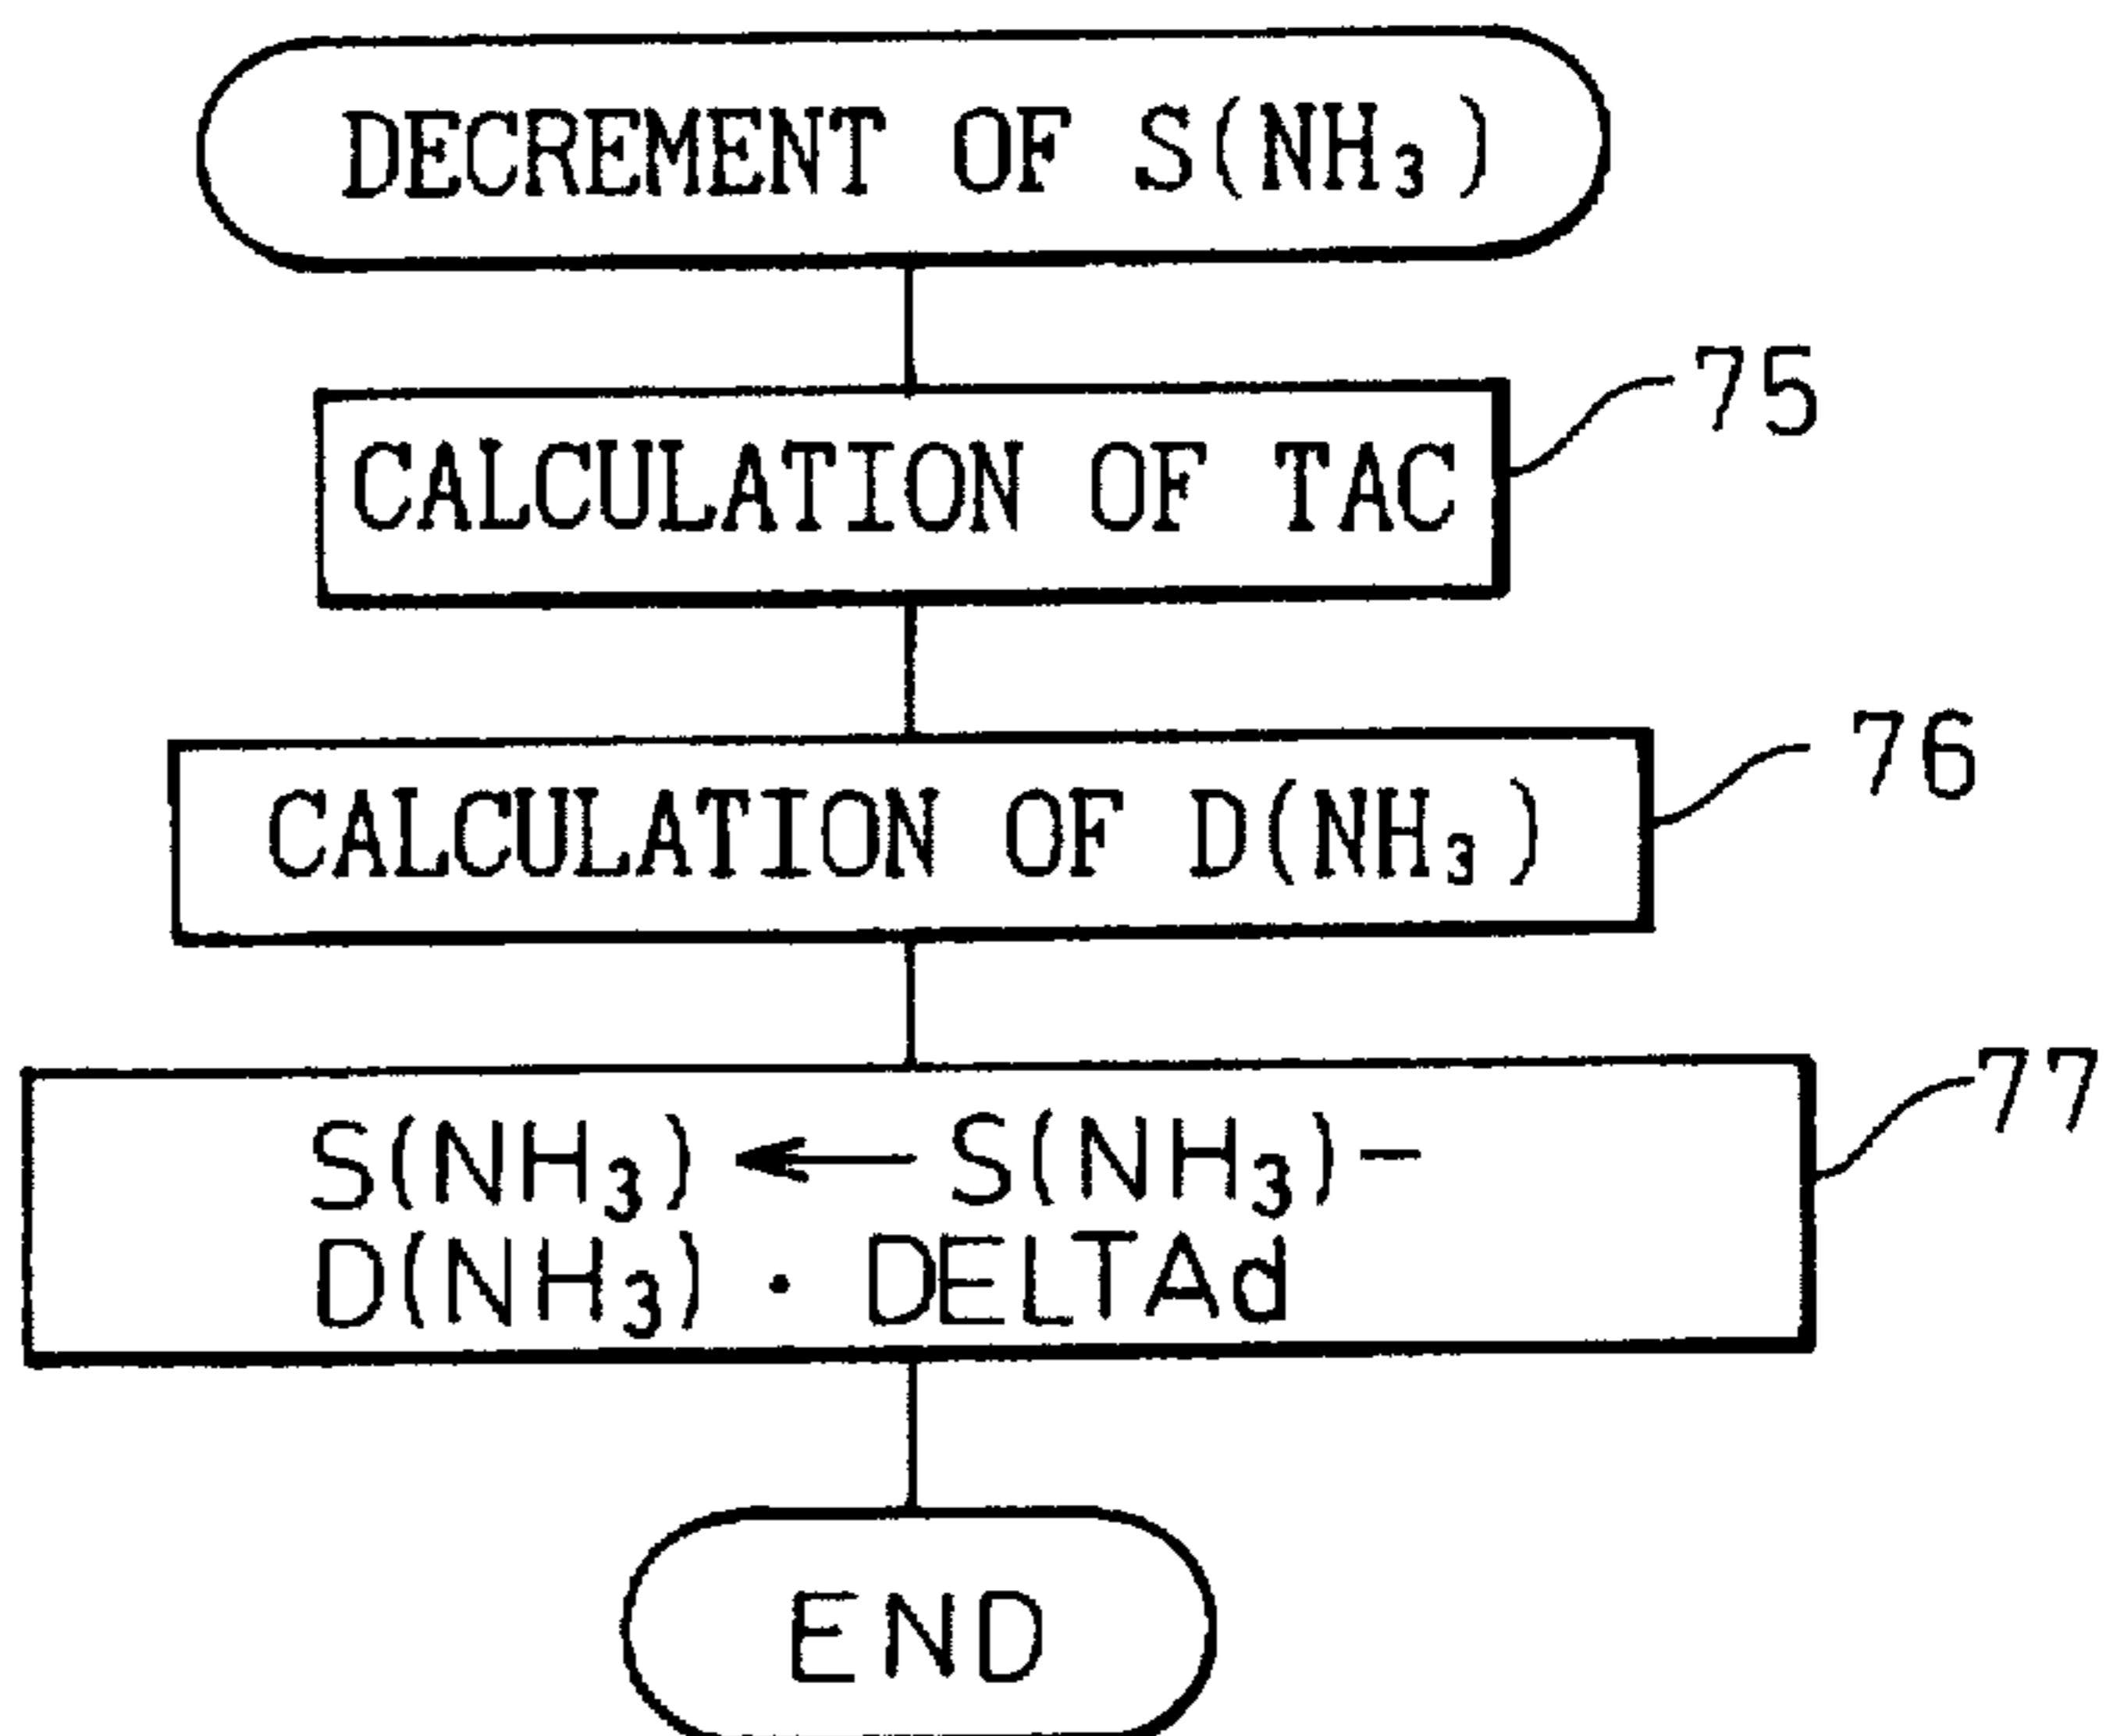 DECREMENT OF S(NH₃)
75
CALCULATION OF TAC
76
CALCULATION OF D(NH₃)
77
S(NH₃) ← S(NH₃)−
D(NH₃) · DELTAd
END